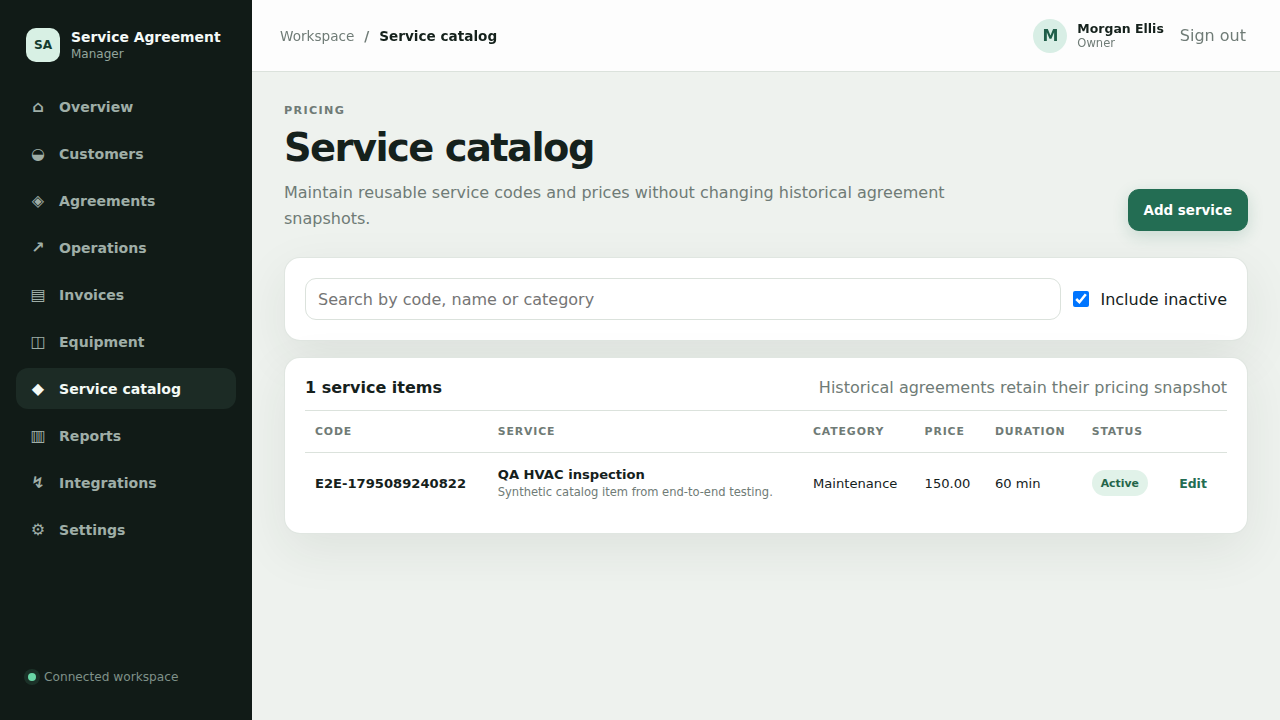 SA
Service Agreement
Manager
Overview
Customers
Agreements
Operations
Invoices
Equipment
Service catalog
Reports
Integrations
Settings
Connected workspace
Workspace / Service catalog
M
Morgan Ellis
Owner
Sign out
PRICING
Service catalog
Maintain reusable service codes and prices without changing historical agreement
snapshots.
Add service
Search by code, name or category
Include inactive
1 service items
Historical agreements retain their pricing snapshot
CODE SERVICE CATEGORY PRICE DURATION STATUS
E2E-1795089240822 QA HVAC inspection Maintenance 150.00 60 min Active Edit
Synthetic catalog item from end-to-end testing.